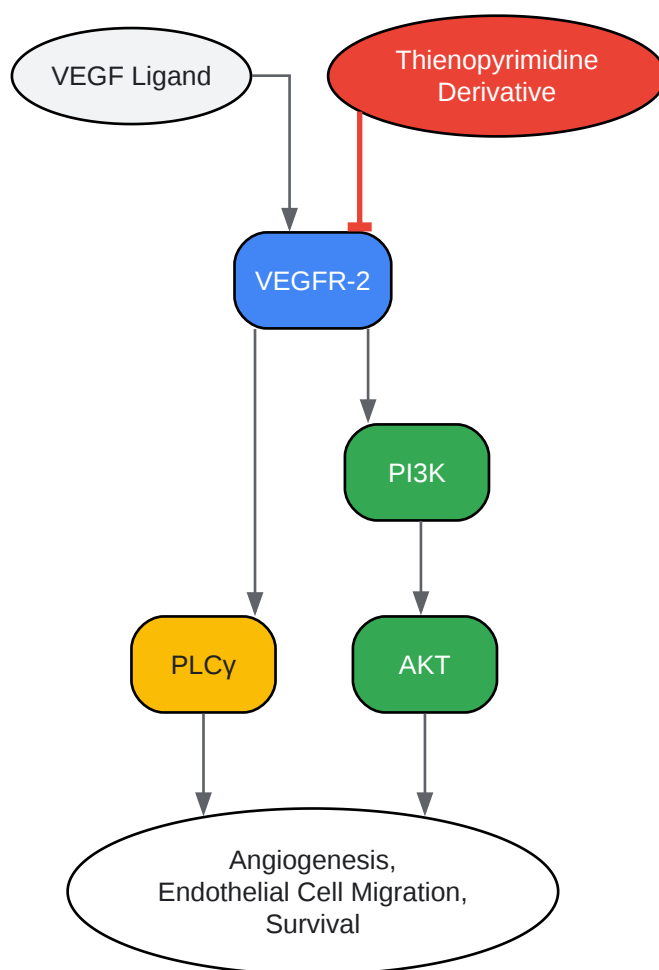 VEGF Ligand
Thienopyrimidine
Derivative
VEGFR-2
PI3K
PLCγ
AKT
Angiogenesis,
Endothelial Cell Migration,
Survival